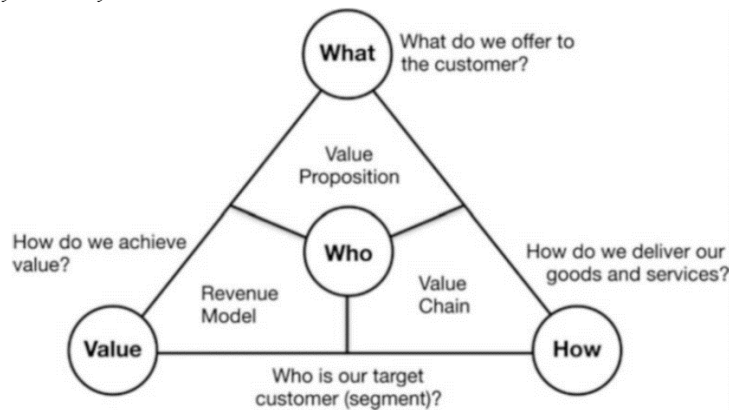 What
What do we offer to
the customer?
Value
Proposition
How do we achieve
value?
Who
How do we deliver our
goods and services?
Revenue
Model
Value
Chain
Value
How
Who is our target
customer (segment)?